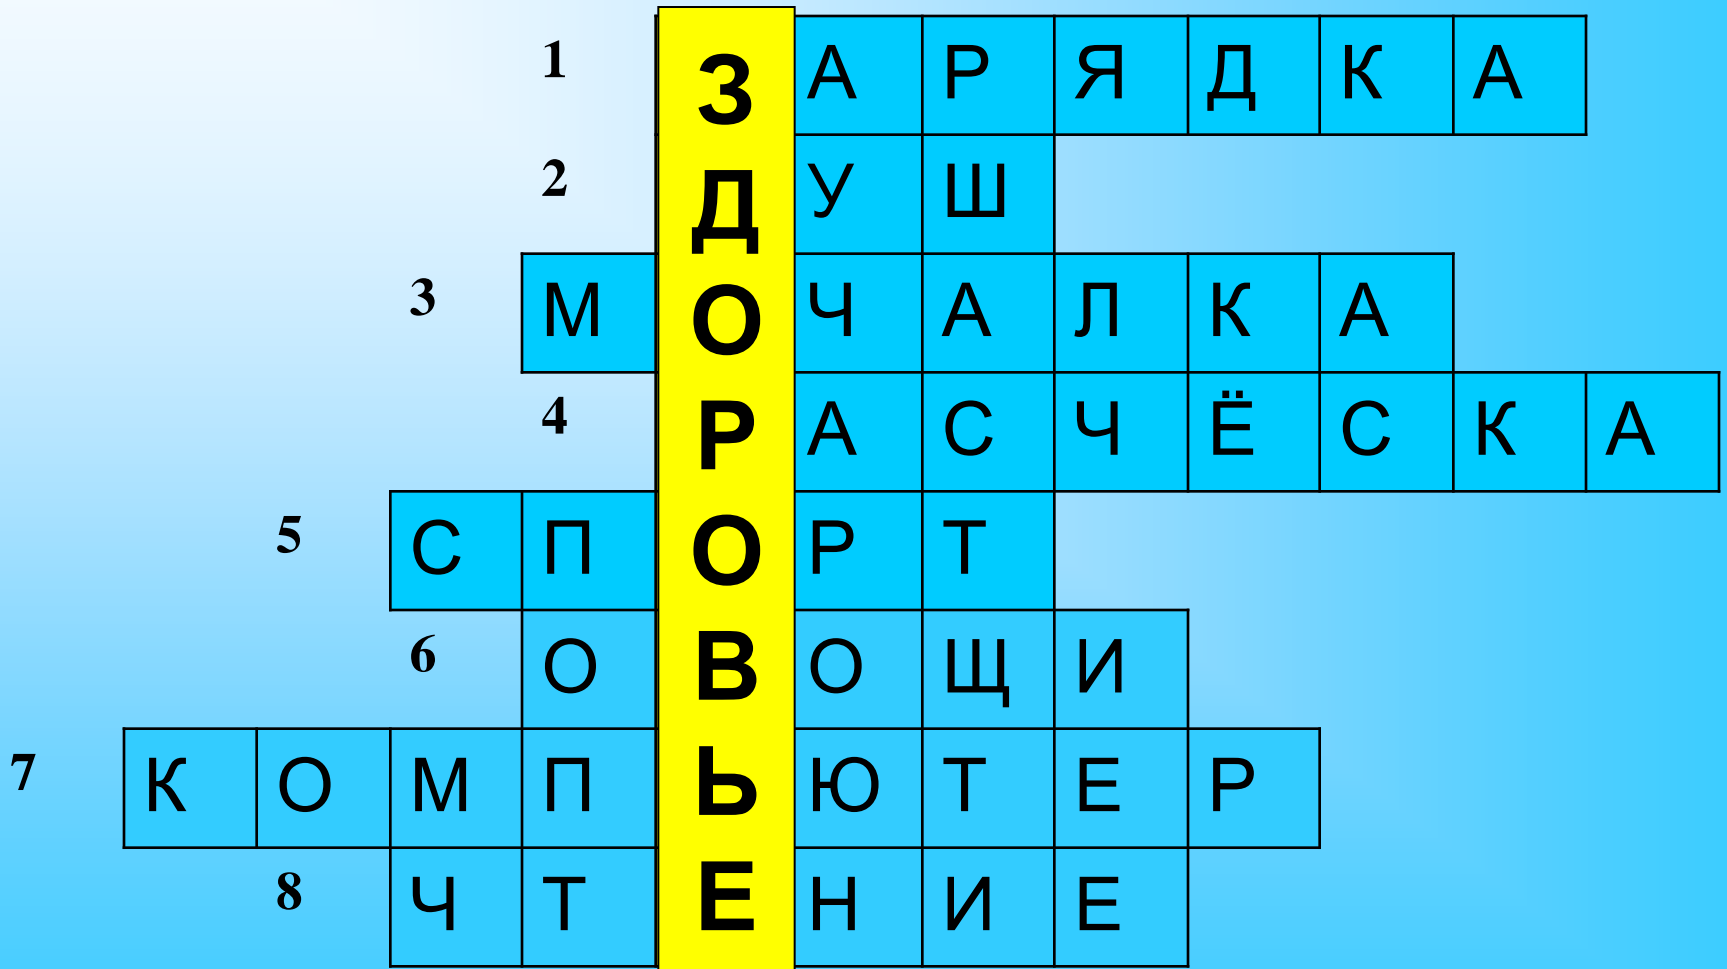 1 ЗАРЯДКА
2 ДУШ
3 МОЧАЛКА
4 РАСЧЁСКА
5 СПОРТ
6 ОВОЩИ
7 КОМПЬЮТЕР
8 ЧТЕНИЕ